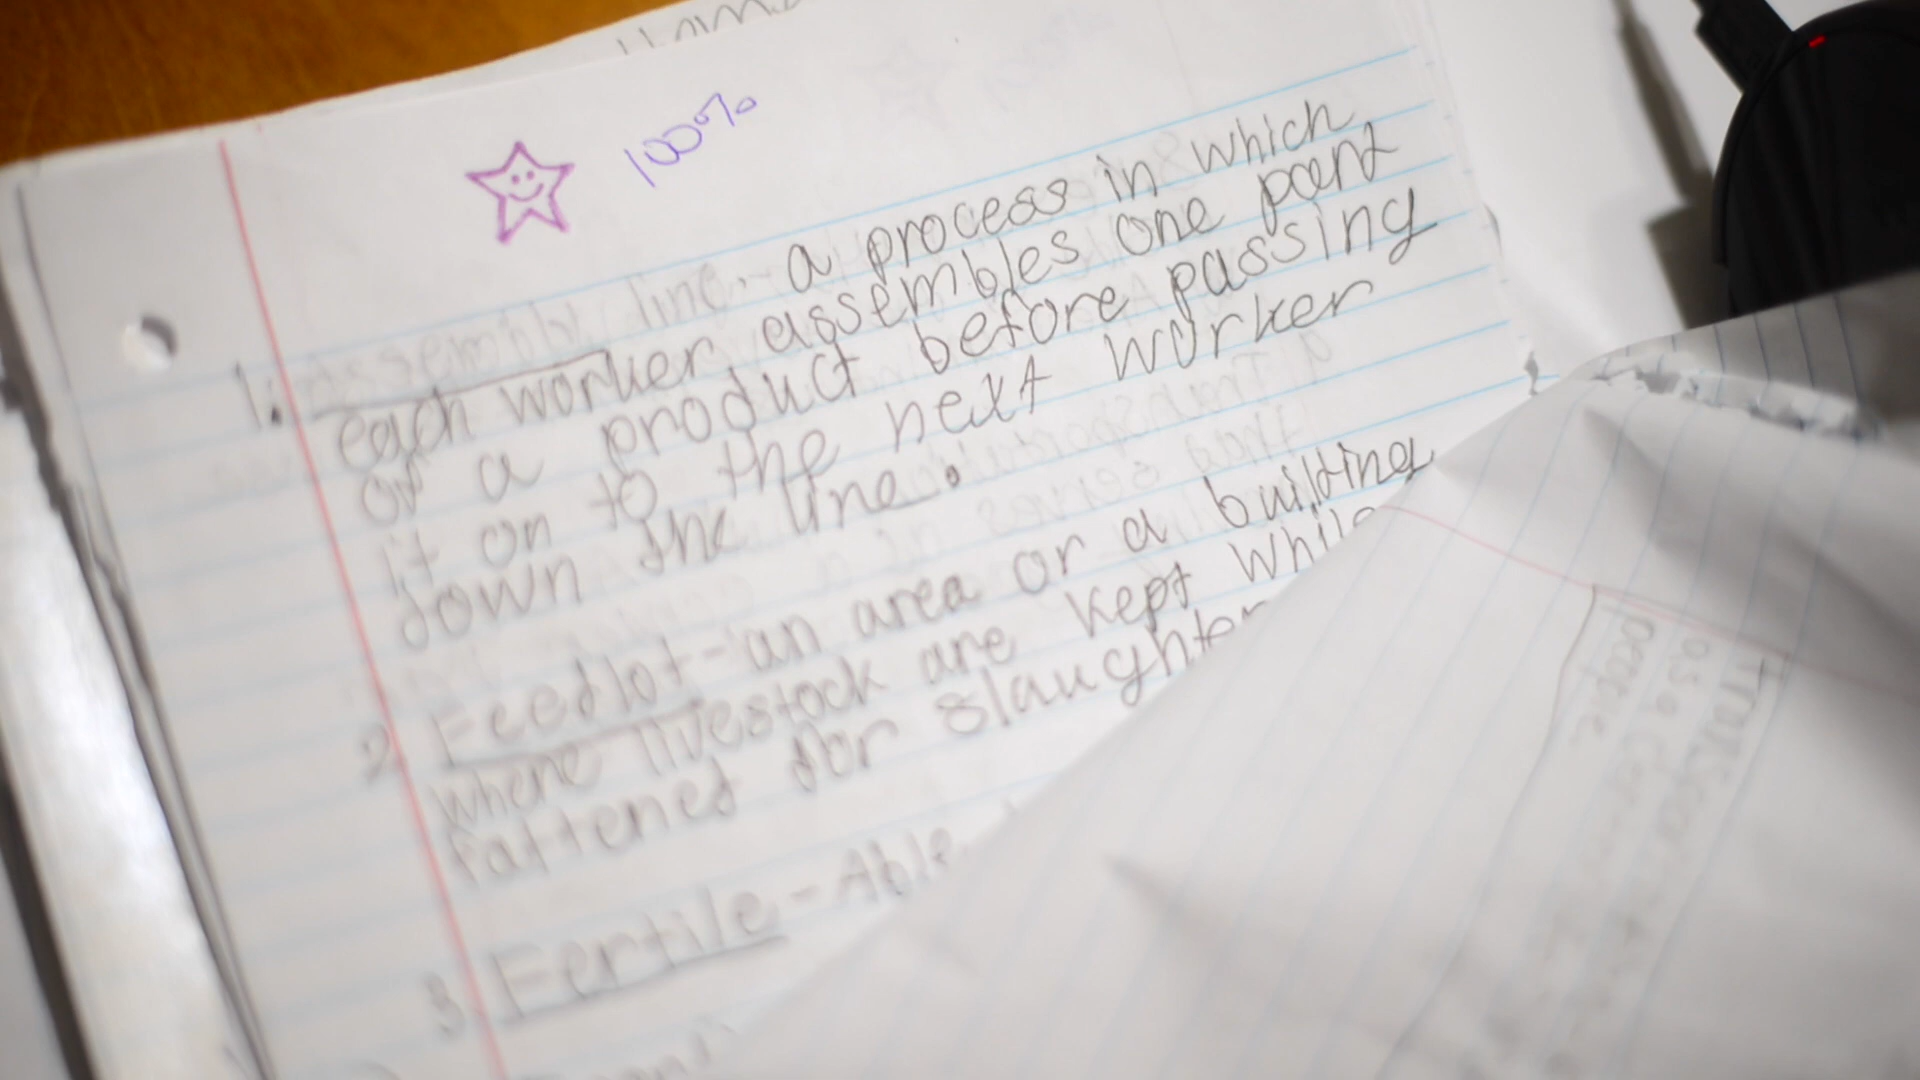 100%
1. Assembly line - a process in which
each worker assembles one part
of a product before passing
it on to the next worker
down the line.
2. Feedlot - an area or a building
where livestock are kept while
fattened for slaughter
3. Fertile - Able